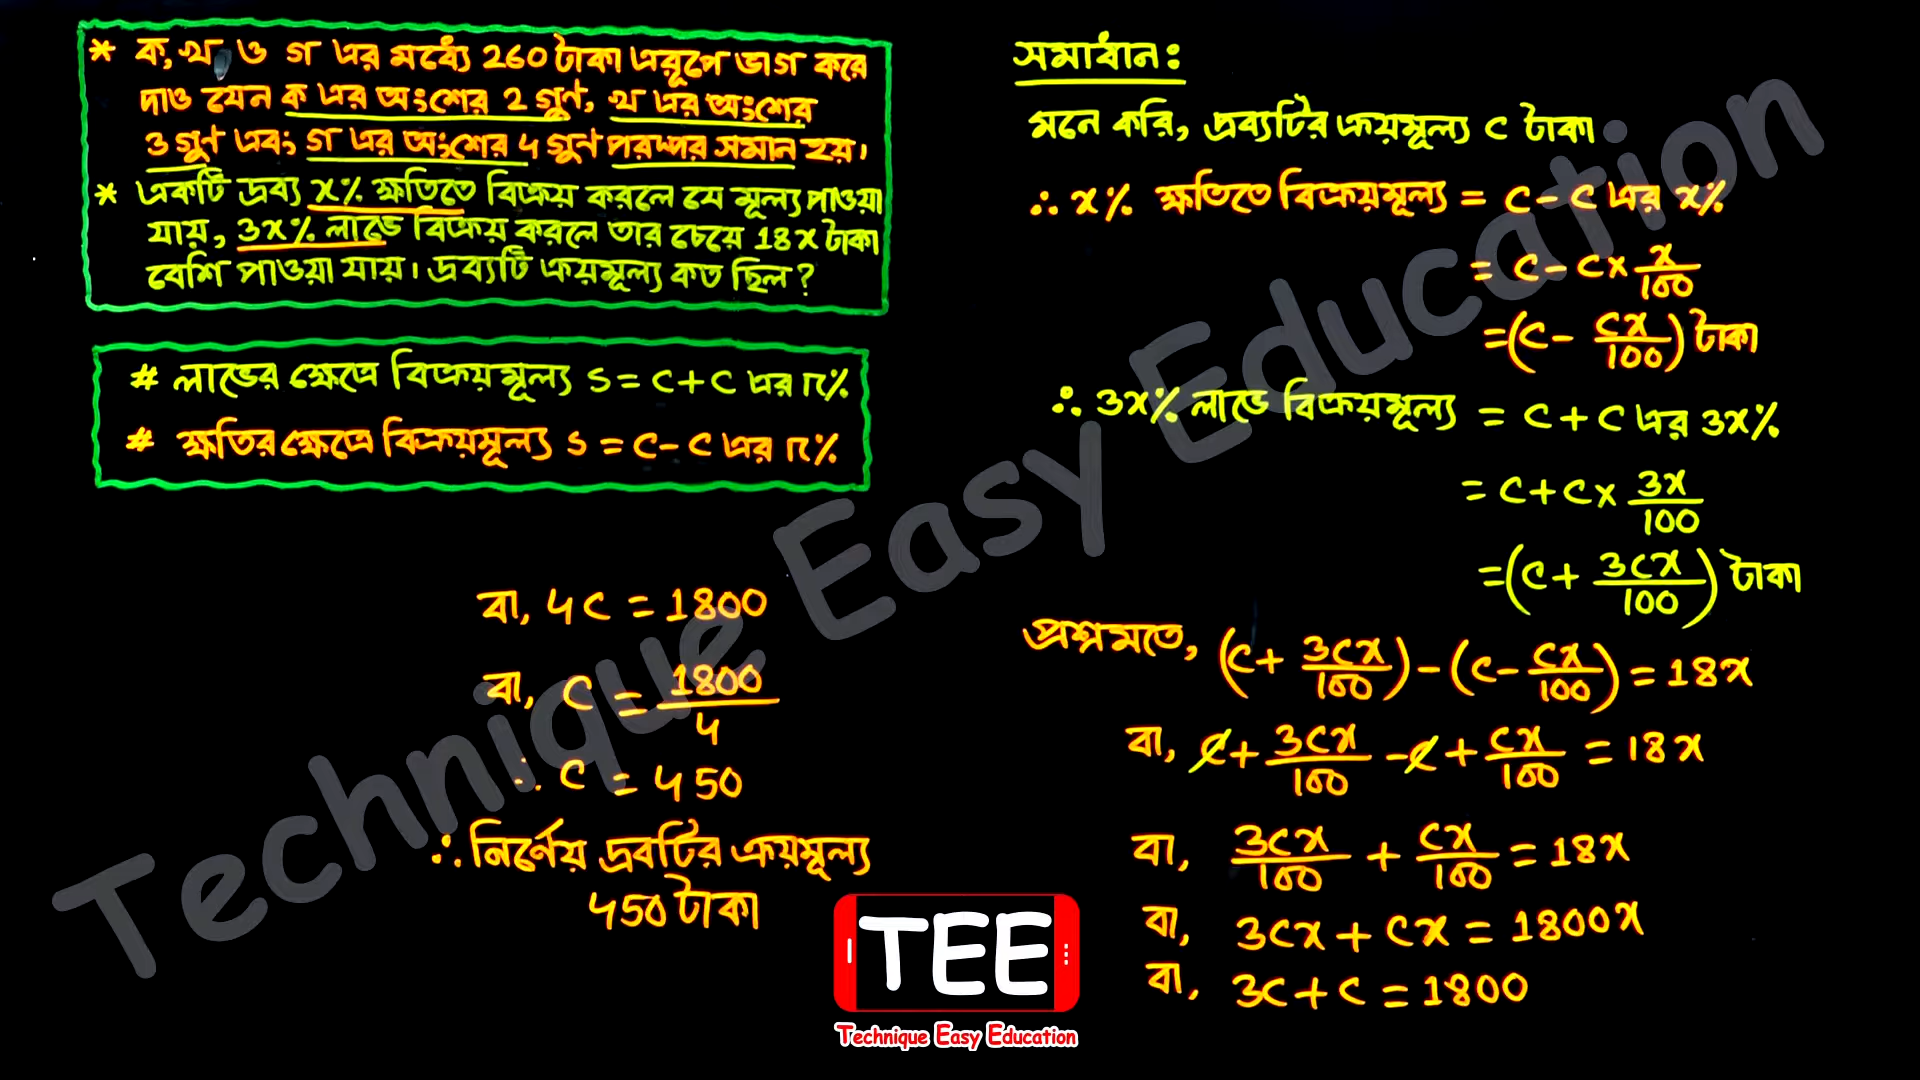 * ক, খ, ও গ এর মধ্যে 260 টাকা এরূপে ভাগ করে
দাও যেন ক এর অংশের 2 গুণ, খ এর অংশের
3 গুণ এবং গ এর অংশের 4 গুণ পরস্পর সমান হয়।
* একটি দ্রব্য x% ক্ষতিতে বিক্রয় করলে যে মূল্য পাওয়া
যায়, 3x% লাভে বিক্রয় করলে তার চেয়ে 18x টাকা
বেশি পাওয়া যায়। দ্রব্যটি ক্রয়মূল্য কত ছিল?
# লাভের ক্ষেত্রে বিক্রয়মূল্য S = C + C এর r%
# ক্ষতির ক্ষেত্রে বিক্রয়মূল্য S = C - C এর r%
সমাধান:
মনে করি, দ্রব্যটির ক্রয়মূল্য C টাকা
∴ x% ক্ষতিতে বিক্রয়মূল্য = C - C এর x%
= C - C × x/100
= (C - Cx/100) টাকা
∴ 3x% লাভে বিক্রয়মূল্য = C + C এর 3x%
= C + C × 3x/100
= (C + 3Cx/100) টাকা
প্রশ্নমতে, (C + 3Cx/100) - (C - Cx/100) = 18x
বা, C + 3Cx/100 - C + Cx/100 = 18x
বা, 3Cx/100 + Cx/100 = 18x
বা, 3Cx + Cx = 1800x
বা, 3C + C = 1800
বা, 4C = 1800
বা, C = 1800/4
∴ C = 450
∴ নির্ণেয় দ্রবটির ক্রয়মূল্য
450 টাকা
TEE
Technique Easy Education
Technique Easy Education